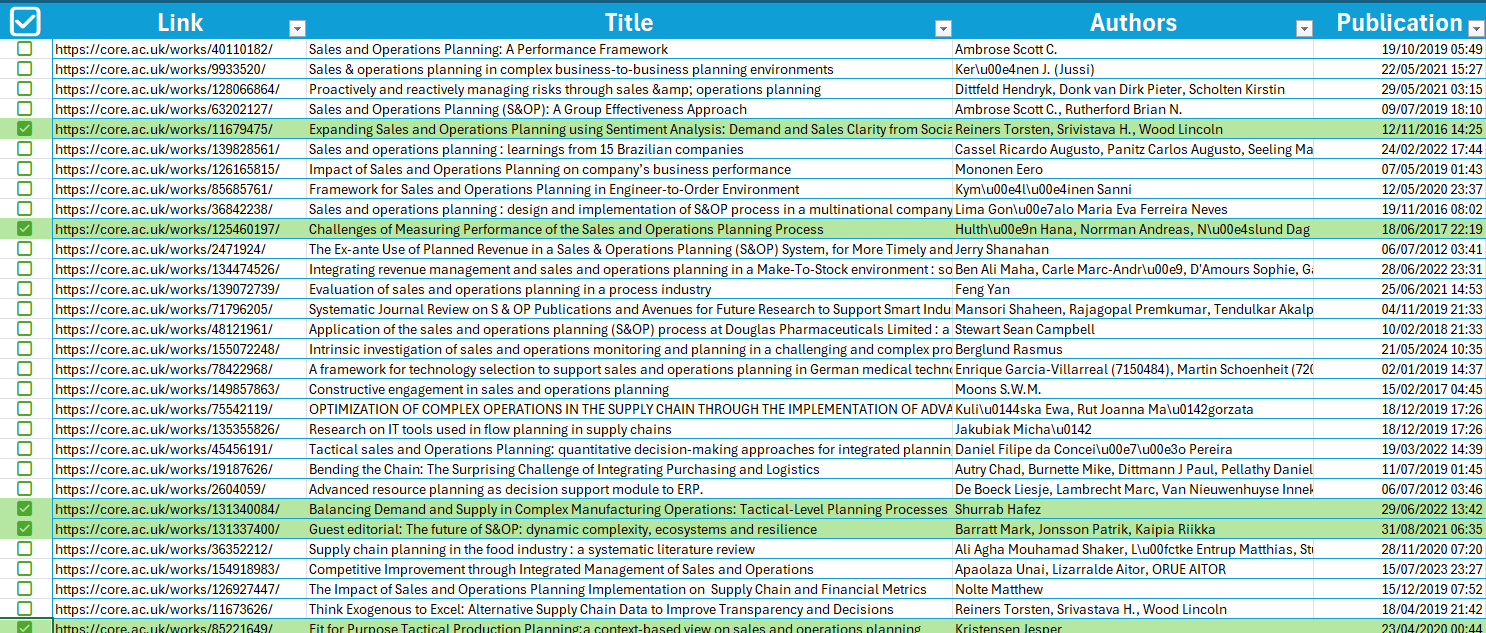 Link Title Authors Publication
https://core.ac.uk/works/40110182/ Sales and Operations Planning: A Performance Framework Ambrose Scott C. 19/10/2019 05:49
https://core.ac.uk/works/9933520/ Sales & operations planning in complex business-to-business planning environments Ker\u00e4nen J. (Jussi) 22/05/2021 15:27
https://core.ac.uk/works/128066864/ Proactively and reactively managing risks through sales &amp; operations planning Dittfeld Hendryk, Donk van Dirk Pieter, Scholten Kirstin 29/05/2021 03:15
https://core.ac.uk/works/63202127/ Sales and Operations Planning (S&OP): A Group Effectiveness Approach Ambrose Scott C., Rutherford Brian N. 09/07/2019 18:10
https://core.ac.uk/works/11679475/ Expanding Sales and Operations Planning using Sentiment Analysis: Demand and Sales Clarity from Socia Reiners Torsten, Srivistava H., Wood Lincoln 12/11/2016 14:25
https://core.ac.uk/works/139828561/ Sales and operations planning : learnings from 15 Brazilian companies Cassel Ricardo Augusto, Panitz Carlos Augusto, Seeling Ma 24/02/2022 17:44
https://core.ac.uk/works/126165815/ Impact of Sales and Operations Planning on company's business performance Mononen Eero 07/05/2019 01:43
https://core.ac.uk/works/85685761/ Framework for Sales and Operations Planning in Engineer-to-Order Environment Kym\u00e4l\u00e4inen Sanni 12/05/2020 23:37
https://core.ac.uk/works/36842238/ Sales and operations planning : design and implementation of S&OP process in a multinational company Lima Gon\u00e7alo Maria Eva Ferreira Neves 19/11/2016 08:02
https://core.ac.uk/works/125460197/ Challenges of Measuring Performance of the Sales and Operations Planning Process Hulth\u00e9n Hana, Norrman Andreas, N\u00e4slund Dag 18/06/2017 22:19
https://core.ac.uk/works/2471924/ The Ex-ante Use of Planned Revenue in a Sales & Operations Planning (S&OP) System, for More Timely and Jerry Shanahan 06/07/2012 03:41
https://core.ac.uk/works/134474526/ Integrating revenue management and sales and operations planning in a Make-To-Stock environment : so Ben Ali Maha, Carle Marc-Andr\u00e9, D'Amours Sophie, Ga 28/06/2022 23:31
https://core.ac.uk/works/139072739/ Evaluation of sales and operations planning in a process industry Feng Yan 25/06/2021 14:53
https://core.ac.uk/works/71796205/ Systematic Journal Review on S & OP Publications and Avenues for Future Research to Support Smart Indu Mansori Shaheen, Rajagopal Premkumar, Tendulkar Akalp 04/11/2019 21:33
https://core.ac.uk/works/48121961/ Application of the sales and operations planning (S&OP) process at Douglas Pharmaceuticals Limited : a Stewart Sean Campbell 10/02/2018 21:33
https://core.ac.uk/works/155072248/ Intrinsic investigation of sales and operations monitoring and planning in a challenging and complex pro Berglund Rasmus 21/05/2024 10:35
https://core.ac.uk/works/78422968/ A framework for technology selection to support sales and operations planning in German medical techno Enrique Garcia-Villarreal (7150484), Martin Schoenheit (720 02/01/2019 14:37
https://core.ac.uk/works/149857863/ Constructive engagement in sales and operations planning Moons S.W.M. 15/02/2017 04:45
https://core.ac.uk/works/75542119/ OPTIMIZATION OF COMPLEX OPERATIONS IN THE SUPPLY CHAIN THROUGH THE IMPLEMENTATION OF ADVA Kuli\u0144ska Ewa, Rut Joanna Ma\u0142gorzata 18/12/2019 17:26
https://core.ac.uk/works/135355826/ Research on IT tools used in flow planning in supply chains Jakubiak Micha\u0142 18/12/2019 17:26
https://core.ac.uk/works/45456191/ Tactical sales and Operations Planning: quantitative decision-making approaches for integrated plannin Daniel Filipe da Concei\u00e7\u00e3o Pereira 19/03/2022 14:39
https://core.ac.uk/works/19187626/ Bending the Chain: The Surprising Challenge of Integrating Purchasing and Logistics Autry Chad, Burnette Mike, Dittmann J Paul, Pellathy Daniel 11/07/2019 01:45
https://core.ac.uk/works/2604059/ Advanced resource planning as decision support module to ERP. De Boeck Liesje, Lambrecht Marc, Van Nieuwenhuyse Innek 06/07/2012 03:46
https://core.ac.uk/works/131340084/ Balancing Demand and Supply in Complex Manufacturing Operations: Tactical-Level Planning Processes Shurrab Hafez 29/06/2022 13:42
https://core.ac.uk/works/131337400/ Guest editorial: The future of S&OP: dynamic complexity, ecosystems and resilience Barratt Mark, Jonsson Patrik, Kaipia Riikka 31/08/2021 06:35
https://core.ac.uk/works/36352212/ Supply chain planning in the food industry : a systematic literature review Ali Agha Mouhamad Shaker, L\u00fctke Entrup Matthias, Stu 28/11/2020 07:20
https://core.ac.uk/works/154918983/ Competitive Improvement through Integrated Management of Sales and Operations Apaolaza Unai, Lizarralde Aitor, ORUE AITOR 15/07/2023 23:27
https://core.ac.uk/works/126927447/ The Impact of Sales and Operations Planning Implementation on Supply Chain and Financial Metrics Nolte Matthew 15/12/2019 07:52
https://core.ac.uk/works/11673626/ Think Exogenous to Excel: Alternative Supply Chain Data to Improve Transparency and Decisions Reiners Torsten, Srivastava H., Wood Lincoln 18/04/2019 21:42
https://core.ac.uk/works/85221649/ Fit for Purpose Tactical Production Planning:a context-based view on sales and operations planning Kristensen Jesper 23/04/2020 00:44